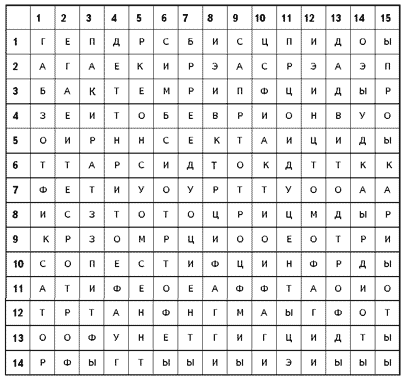 1 2 3 4 5 6 7 8 9 10 11 12 13 14 15
1 Г Е П Д Р С Б И С Ц П И Д О Ы
2 А Г А Е К И Р Э А С Р Э А Э П
3 Б А К Т Е М Р И П Ф Ц И Д Ы Р
4 З Е И Т О Б Е В Р И О Н В У О
5 О И Р Н Н С Е К Т А И Ц И Д Ы
6 Т Т А Р С И Д Т О К Д Т Т К К
7 Ф Е Т И У О У Р Т Т У О О А А
8 И С З Т О Т О Ц Р И Ц М Д Ы Р
9 К Р З О М Р Ц И О О Е О Т Р И
10 С О П Е С Т И Ф Ц И Н Ф Р Д Ы
11 А Т И Ф Е О Е А Ф Ф Т А О И О
12 Т Р Т А Н Ф Н Г М А Ы Г Ф О Т
13 О О Ф У Н Е Т Г И Г Ц И Д Т Ы
14 Р Ф Ы Г Т Ы Ы И Ы И Э И Ы Ы Ы